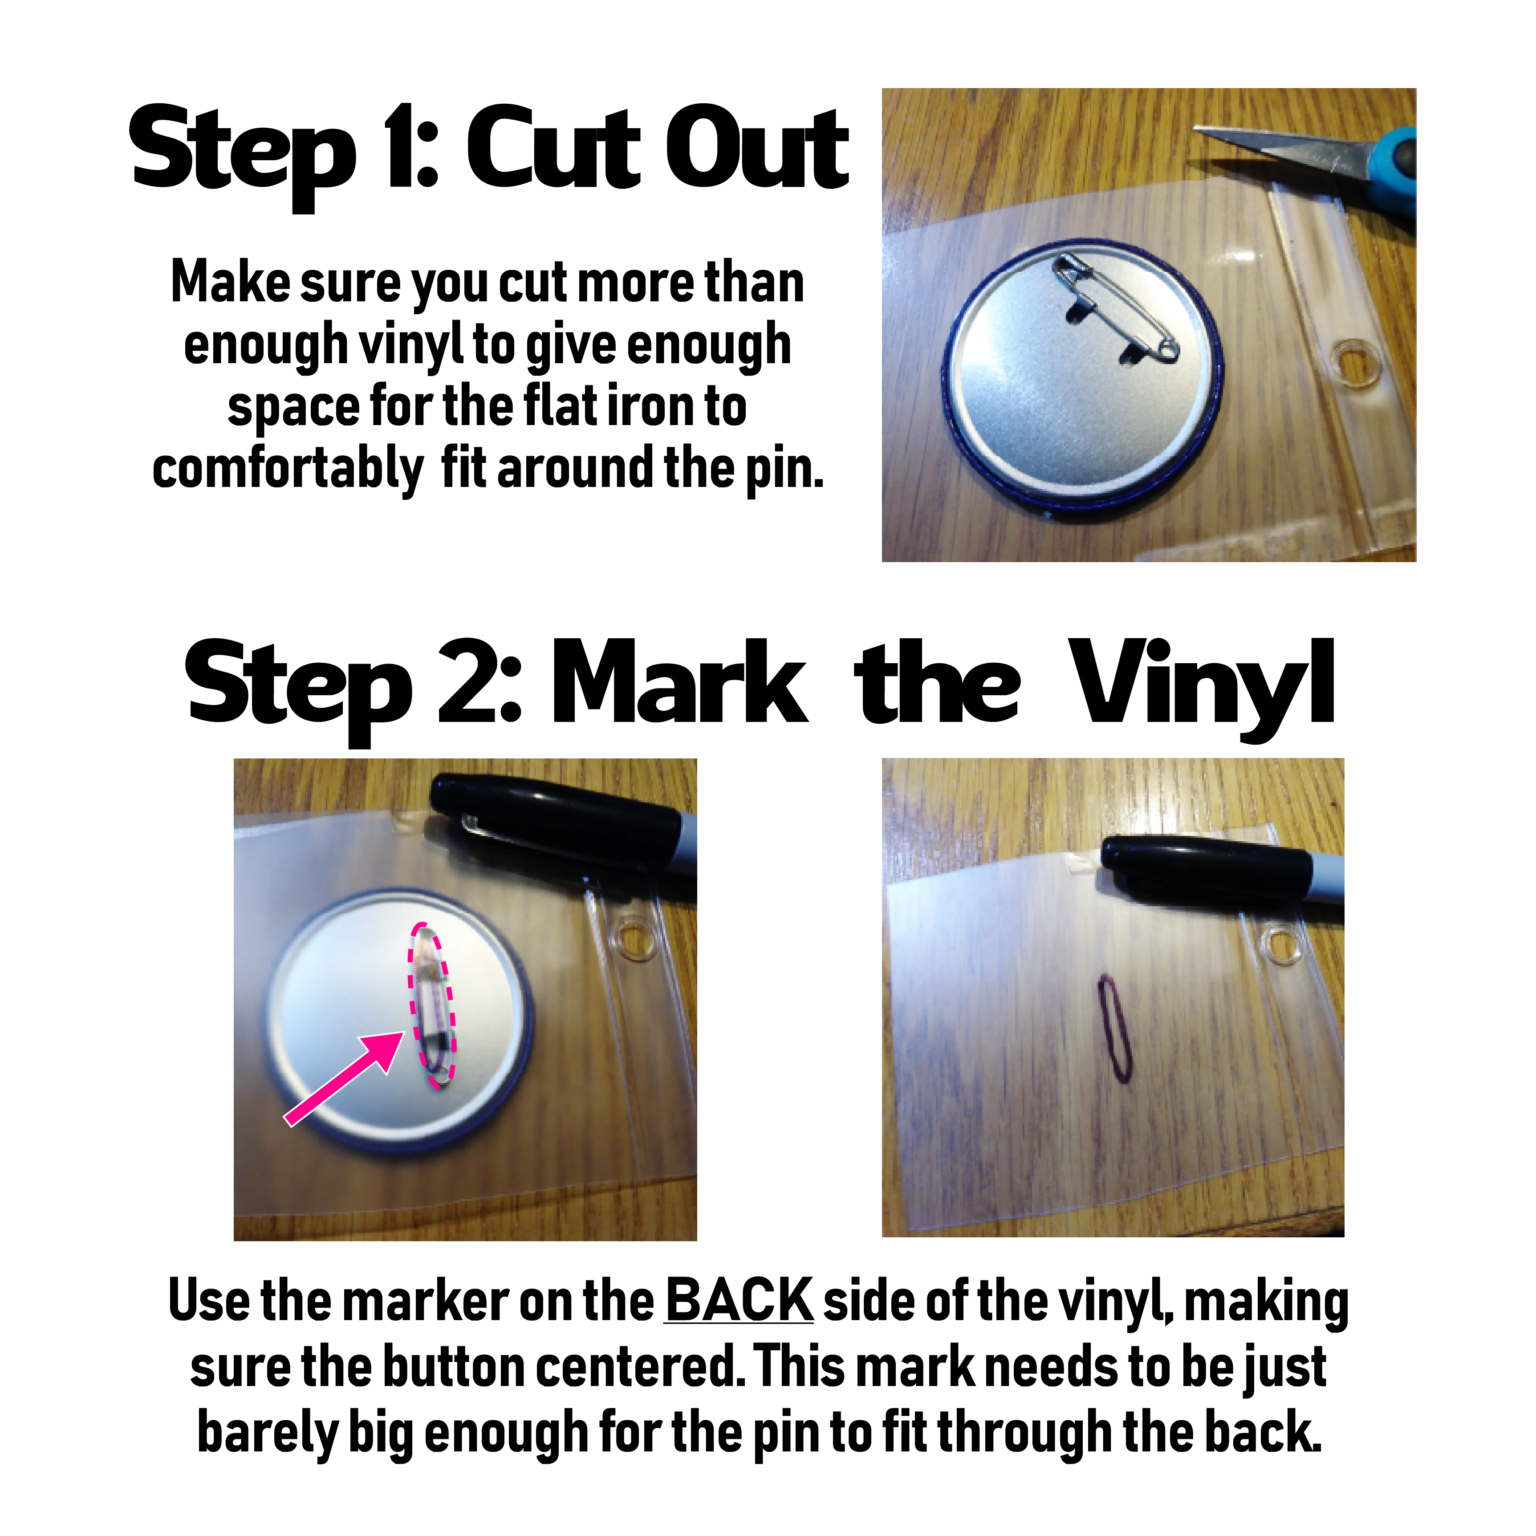 Step 1: Cut Out
Make sure you cut more than
enough vinyl to give enough
space for the flat iron to
comfortably fit around the pin.
Step 2: Mark the Vinyl
Use the marker on the BACK side of the vinyl, making
sure the button centered. This mark needs to be just
barely big enough for the pin to fit through the back.